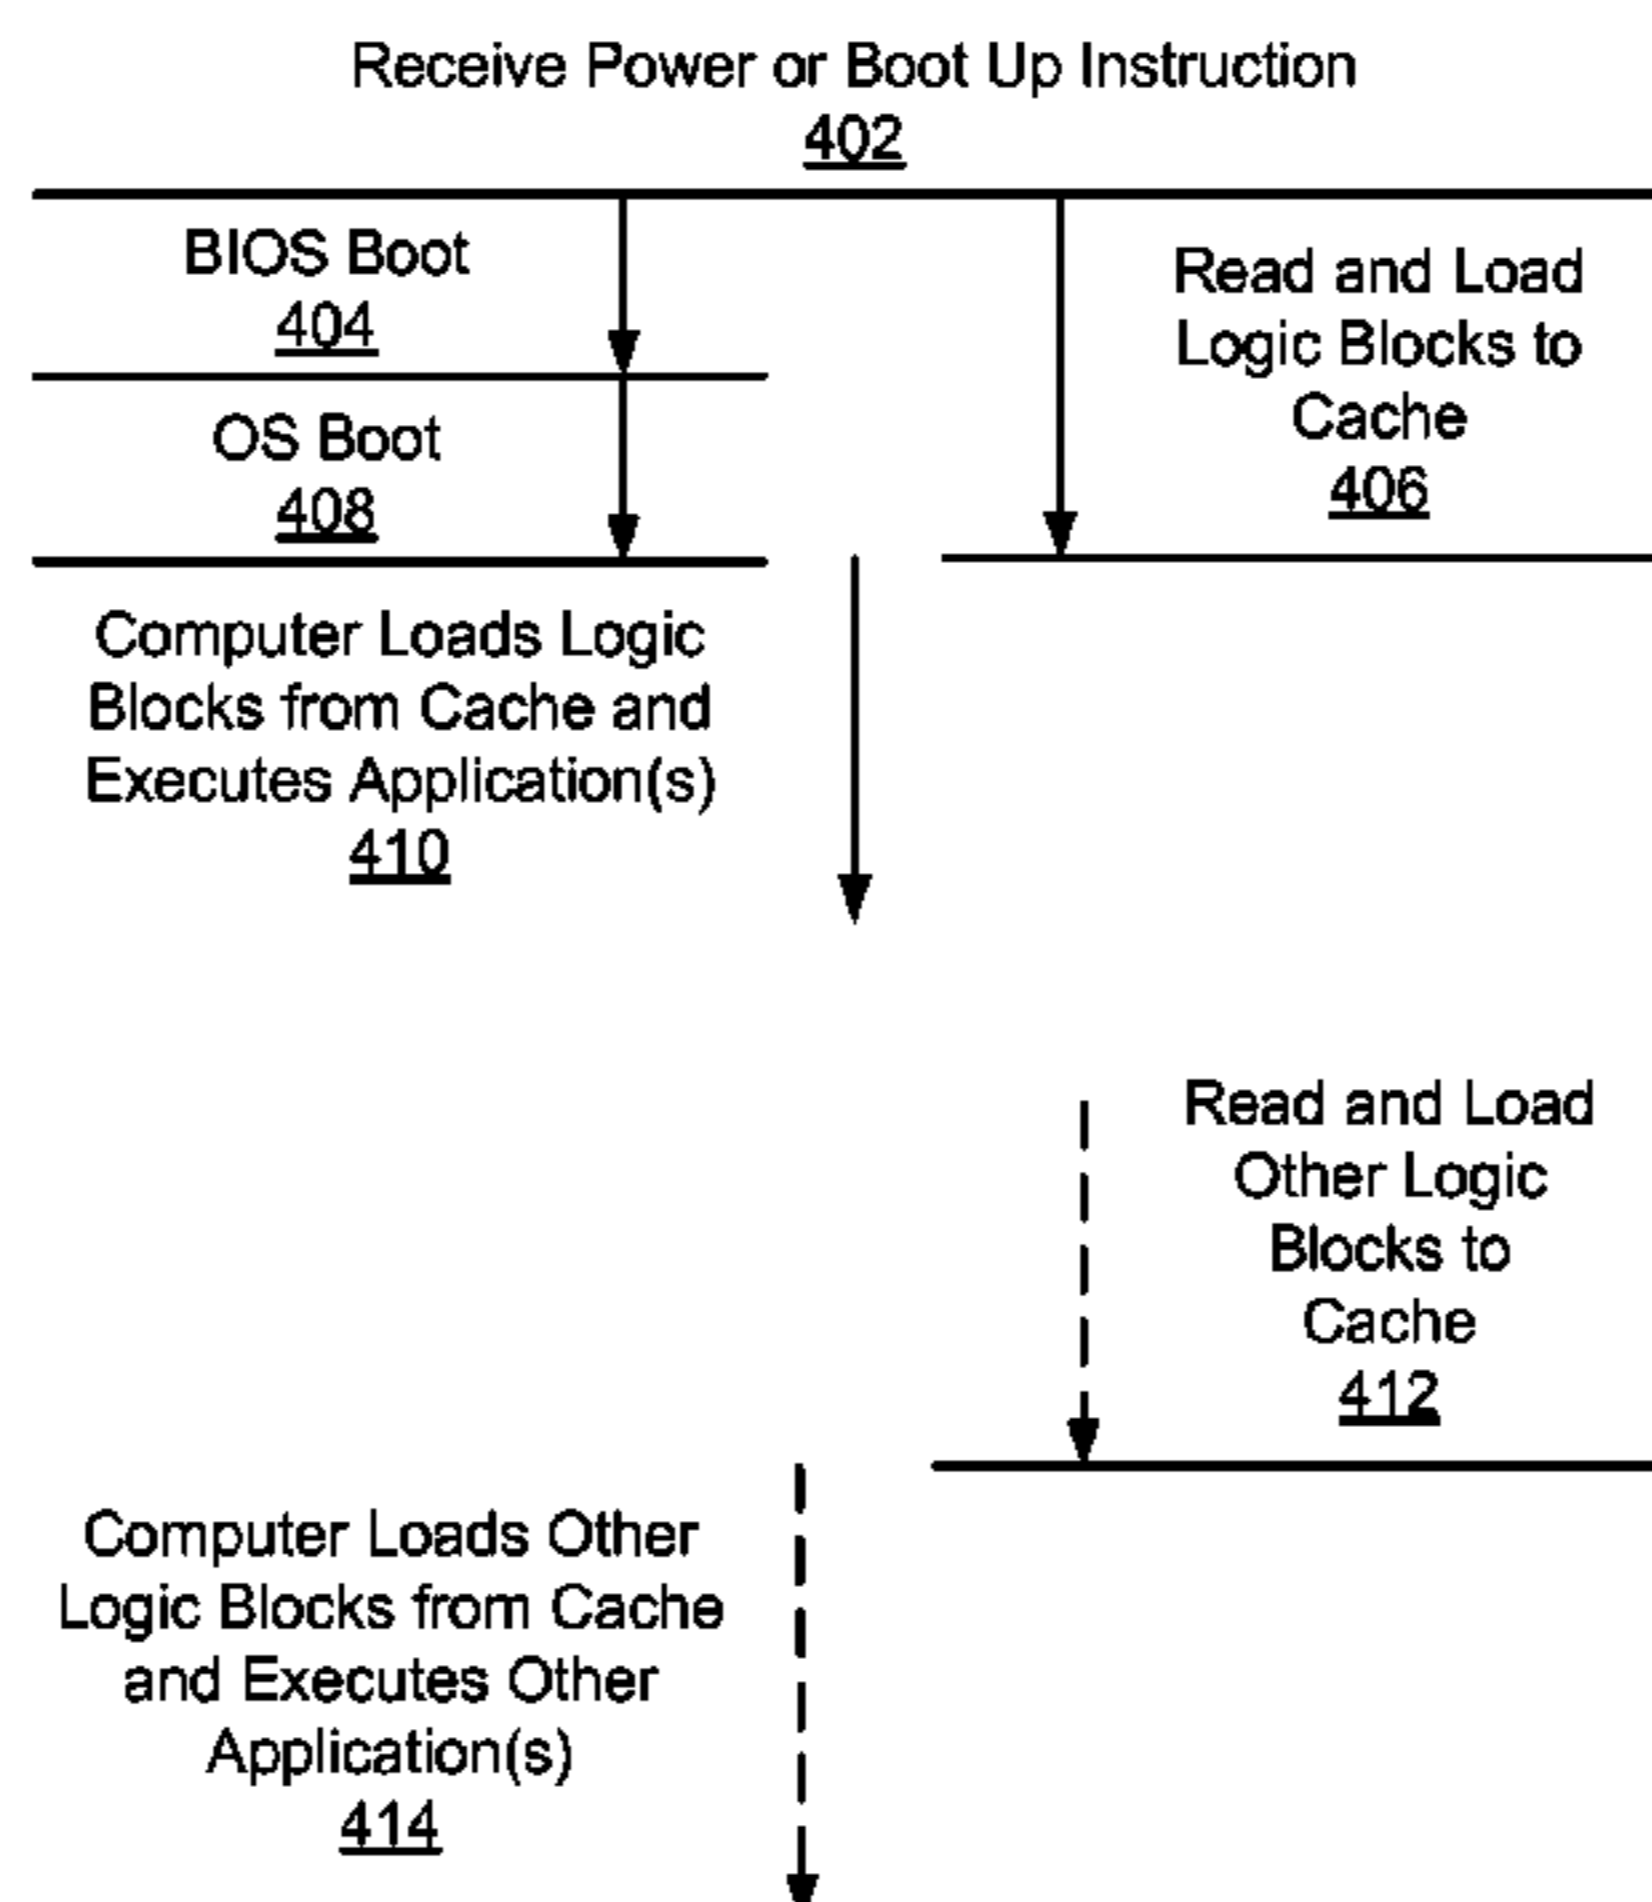 Receive Power or Boot Up Instruction
402
BIOS Boot
404
OS Boot
408
Read and Load
Logic Blocks to
Cache
406
Computer Loads Logic
Blocks from Cache and
Executes Application(s)
410
Read and Load
Other Logic
Blocks to
Cache
412
Computer Loads Other
Logic Blocks from Cache
and Executes Other
Application(s)
414